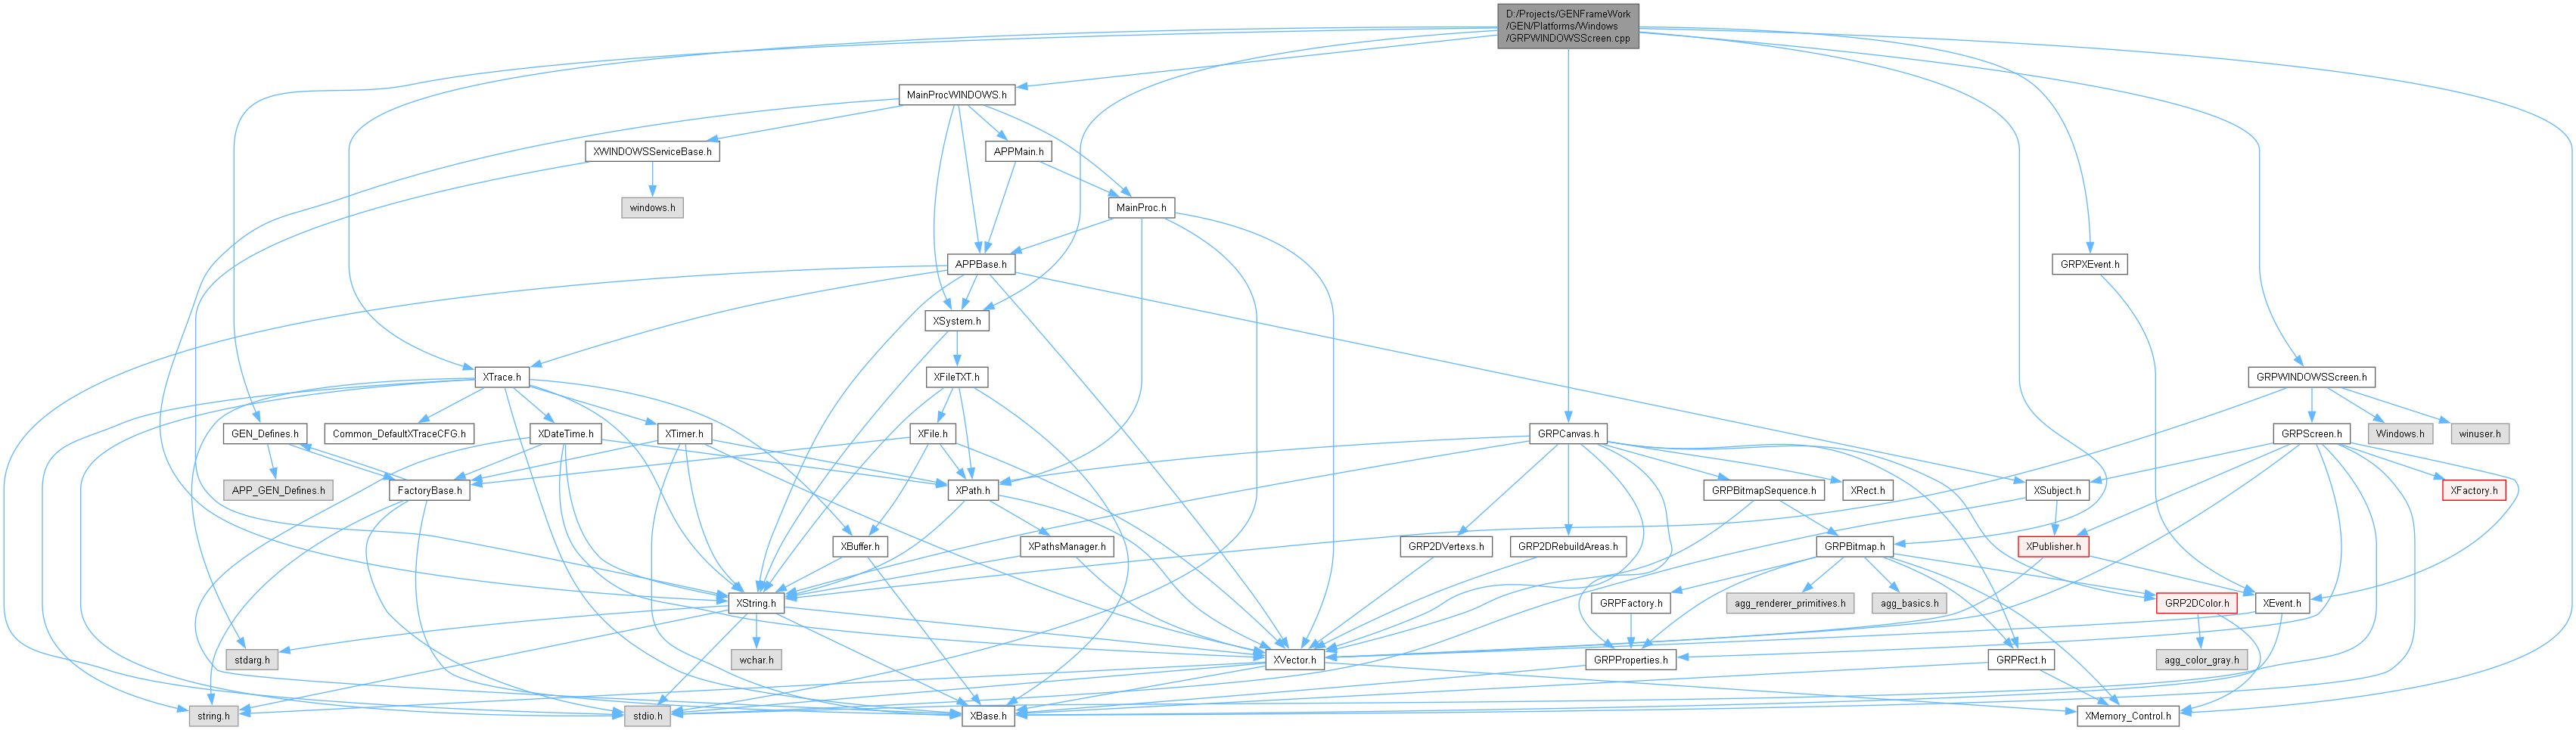 D:/Projects/GENFrameWork
/GEN/Platforms/Windows
/GRPWINDOWSScreen.cpp
MainProcWINDOWS.h
XWINDOWSServiceBase.h
APPMain.h
windows.h
MainProc.h
APPBase.h
GRPXEvent.h
XSystem.h
XTrace.h
XFileTXT.h
GRPWINDOWSScreen.h
GEN_Defines.h
Common_DefaultXTraceCFG.h
XDateTime.h
XTimer.h
XFile.h
GRPCanvas.h
GRPScreen.h
Windows.h
winuser.h
APP_GEN_Defines.h
FactoryBase.h
XPath.h
GRPBitmapSequence.h
XRect.h
XSubject.h
XFactory.h
XBuffer.h
XPathsManager.h
GRP2DVertexs.h
GRP2DRebuildAreas.h
GRPBitmap.h
XPublisher.h
XString.h
GRPFactory.h
agg_renderer_primitives.h
agg_basics.h
GRP2DColor.h
XEvent.h
stdarg.h
wchar.h
XVector.h
GRPProperties.h
GRPRect.h
agg_color_gray.h
string.h
stdio.h
XBase.h
XMemory_Control.h